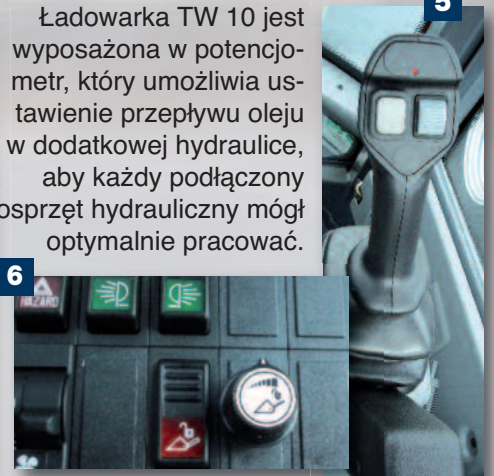 5
Ładowarka TW 10 jest
wyposażona w potencjo-
metr, który umożliwia us-
tawienie przepływu oleju
w dodatkowej hydraulice,
aby każdy podłączony
osprzęt hydrauliczny mógł
optymalnie pracować.
6
HAZARD